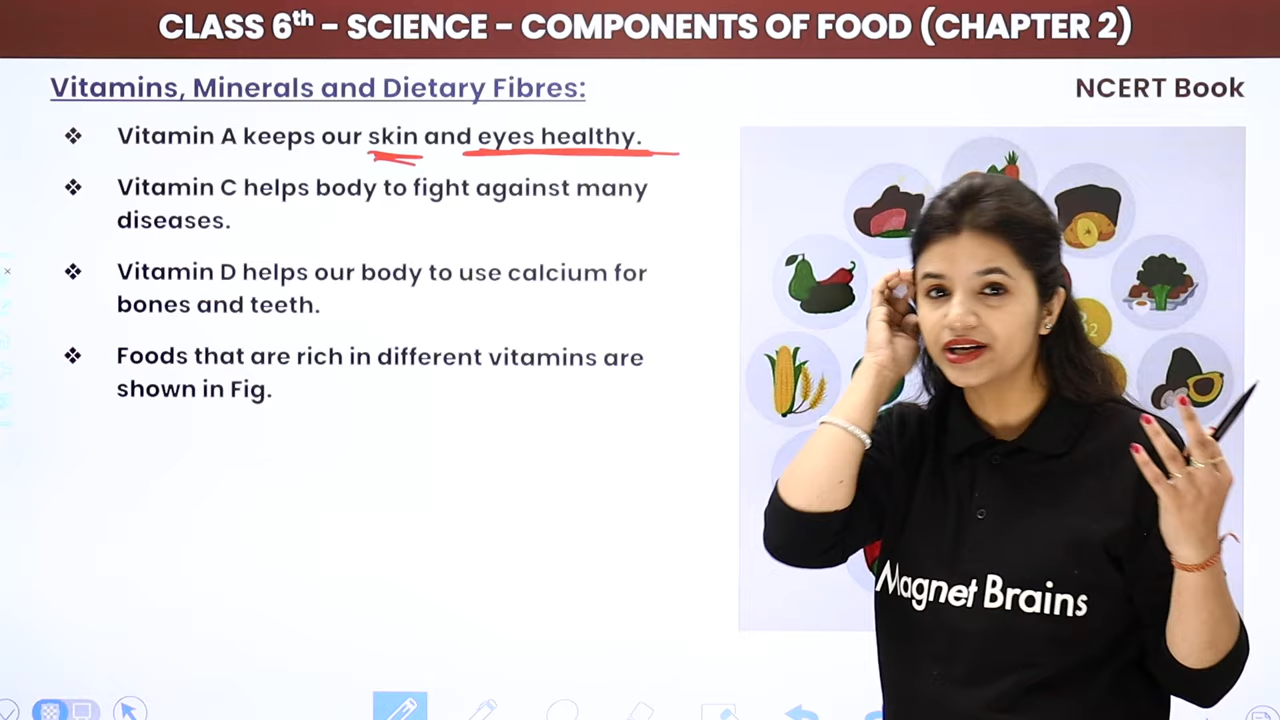 CLASS 6th – SCIENCE – COMPONENTS OF FOOD (CHAPTER 2)
Vitamins, Minerals and Dietary Fibres:
NCERT Book
❖ Vitamin A keeps our skin and eyes healthy.
❖ Vitamin C helps body to fight against many
diseases.
❖ Vitamin D helps our body to use calcium for
bones and teeth.
❖ Foods that are rich in different vitamins are
shown in Fig.
Magnet Brains